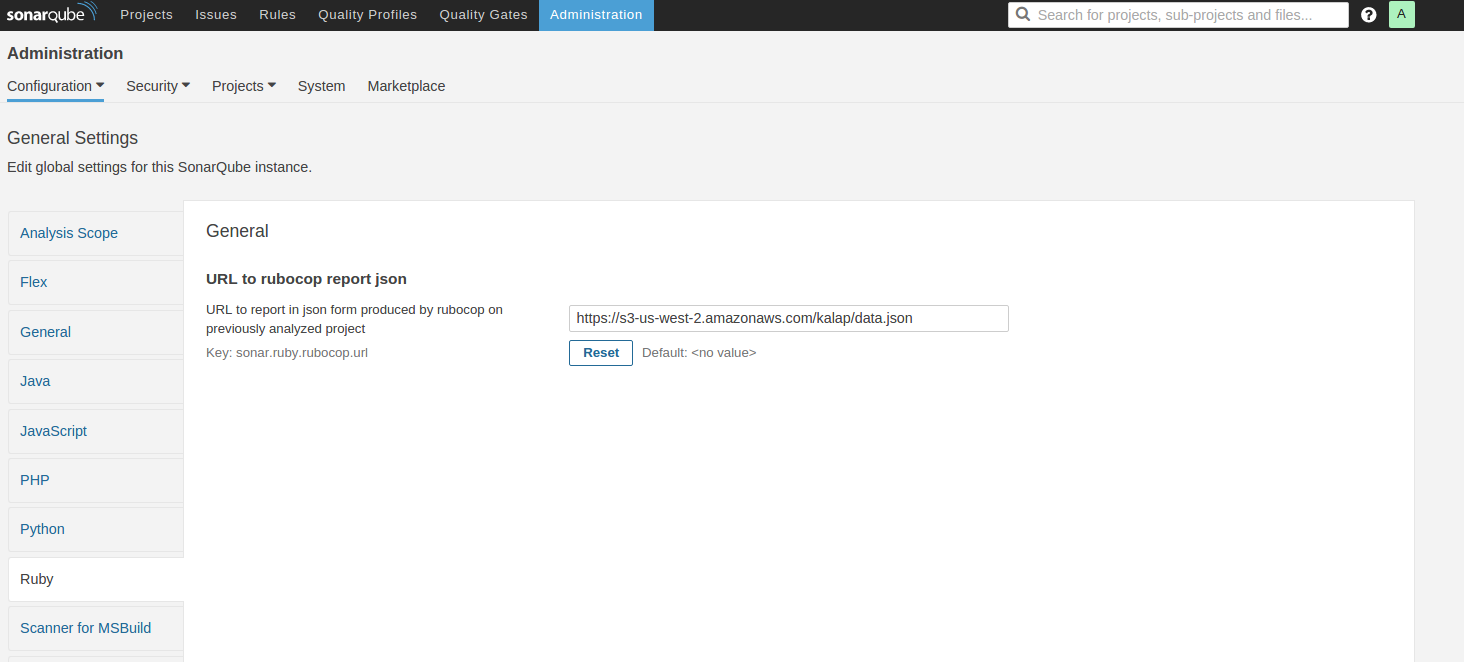 sonarqube Projects Issues Rules Quality Profiles Quality Gates Administration Search for projects, sub-projects and files... ? A
Administration
Configuration Security Projects System Marketplace
General Settings
Edit global settings for this SonarQube instance.
Analysis Scope
Flex
General
Java
JavaScript
PHP
Python
Ruby
Scanner for MSBuild
General
URL to rubocop report json
URL to report in json form produced by rubocop on
previously analyzed project
Key: sonar.ruby.rubocop.url
https://s3-us-west-2.amazonaws.com/kalap/data.json
Reset Default: <no value>